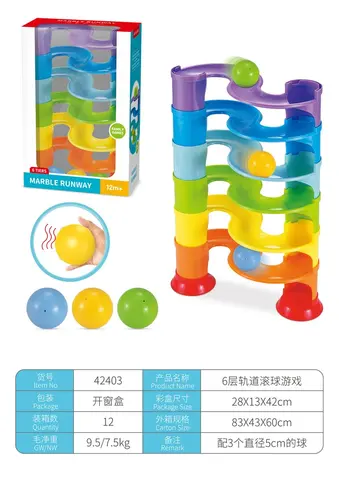 6 TIERS
MARBLE RUNWAY
12m+
货号 42403 产品名称 6层轨道滚球游戏
Item No Product Name
包装 开窗盒 彩盒尺寸 28X13X42cm
Package Package Size
装箱数 12 外箱规格 83X43X60cm
Quantity Carton Size
毛净重 9.5/7.5kg 备注 配3个直径5cm的球
GW/NW Remark